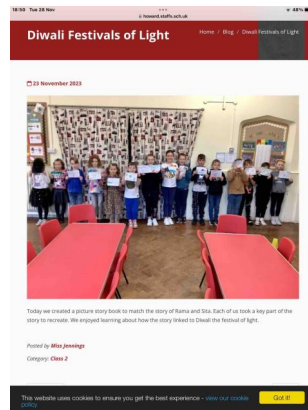 18:50 Tue 28 Nov
howard.staffs.sch.uk
48%
Diwali Festivals of Light
Home / Blog / Diwali Festivals of Light
23 November 2023
Today we created a picture story book to match the story of Rama and Sita. Each of us took a key part of the
story to recreate. We enjoyed learning about how the story linked to Diwali the festival of light.
Posted by Miss Jennings
Category: Class 2
This website uses cookies to ensure you get the best experience - view our cookie
policy
Got it!